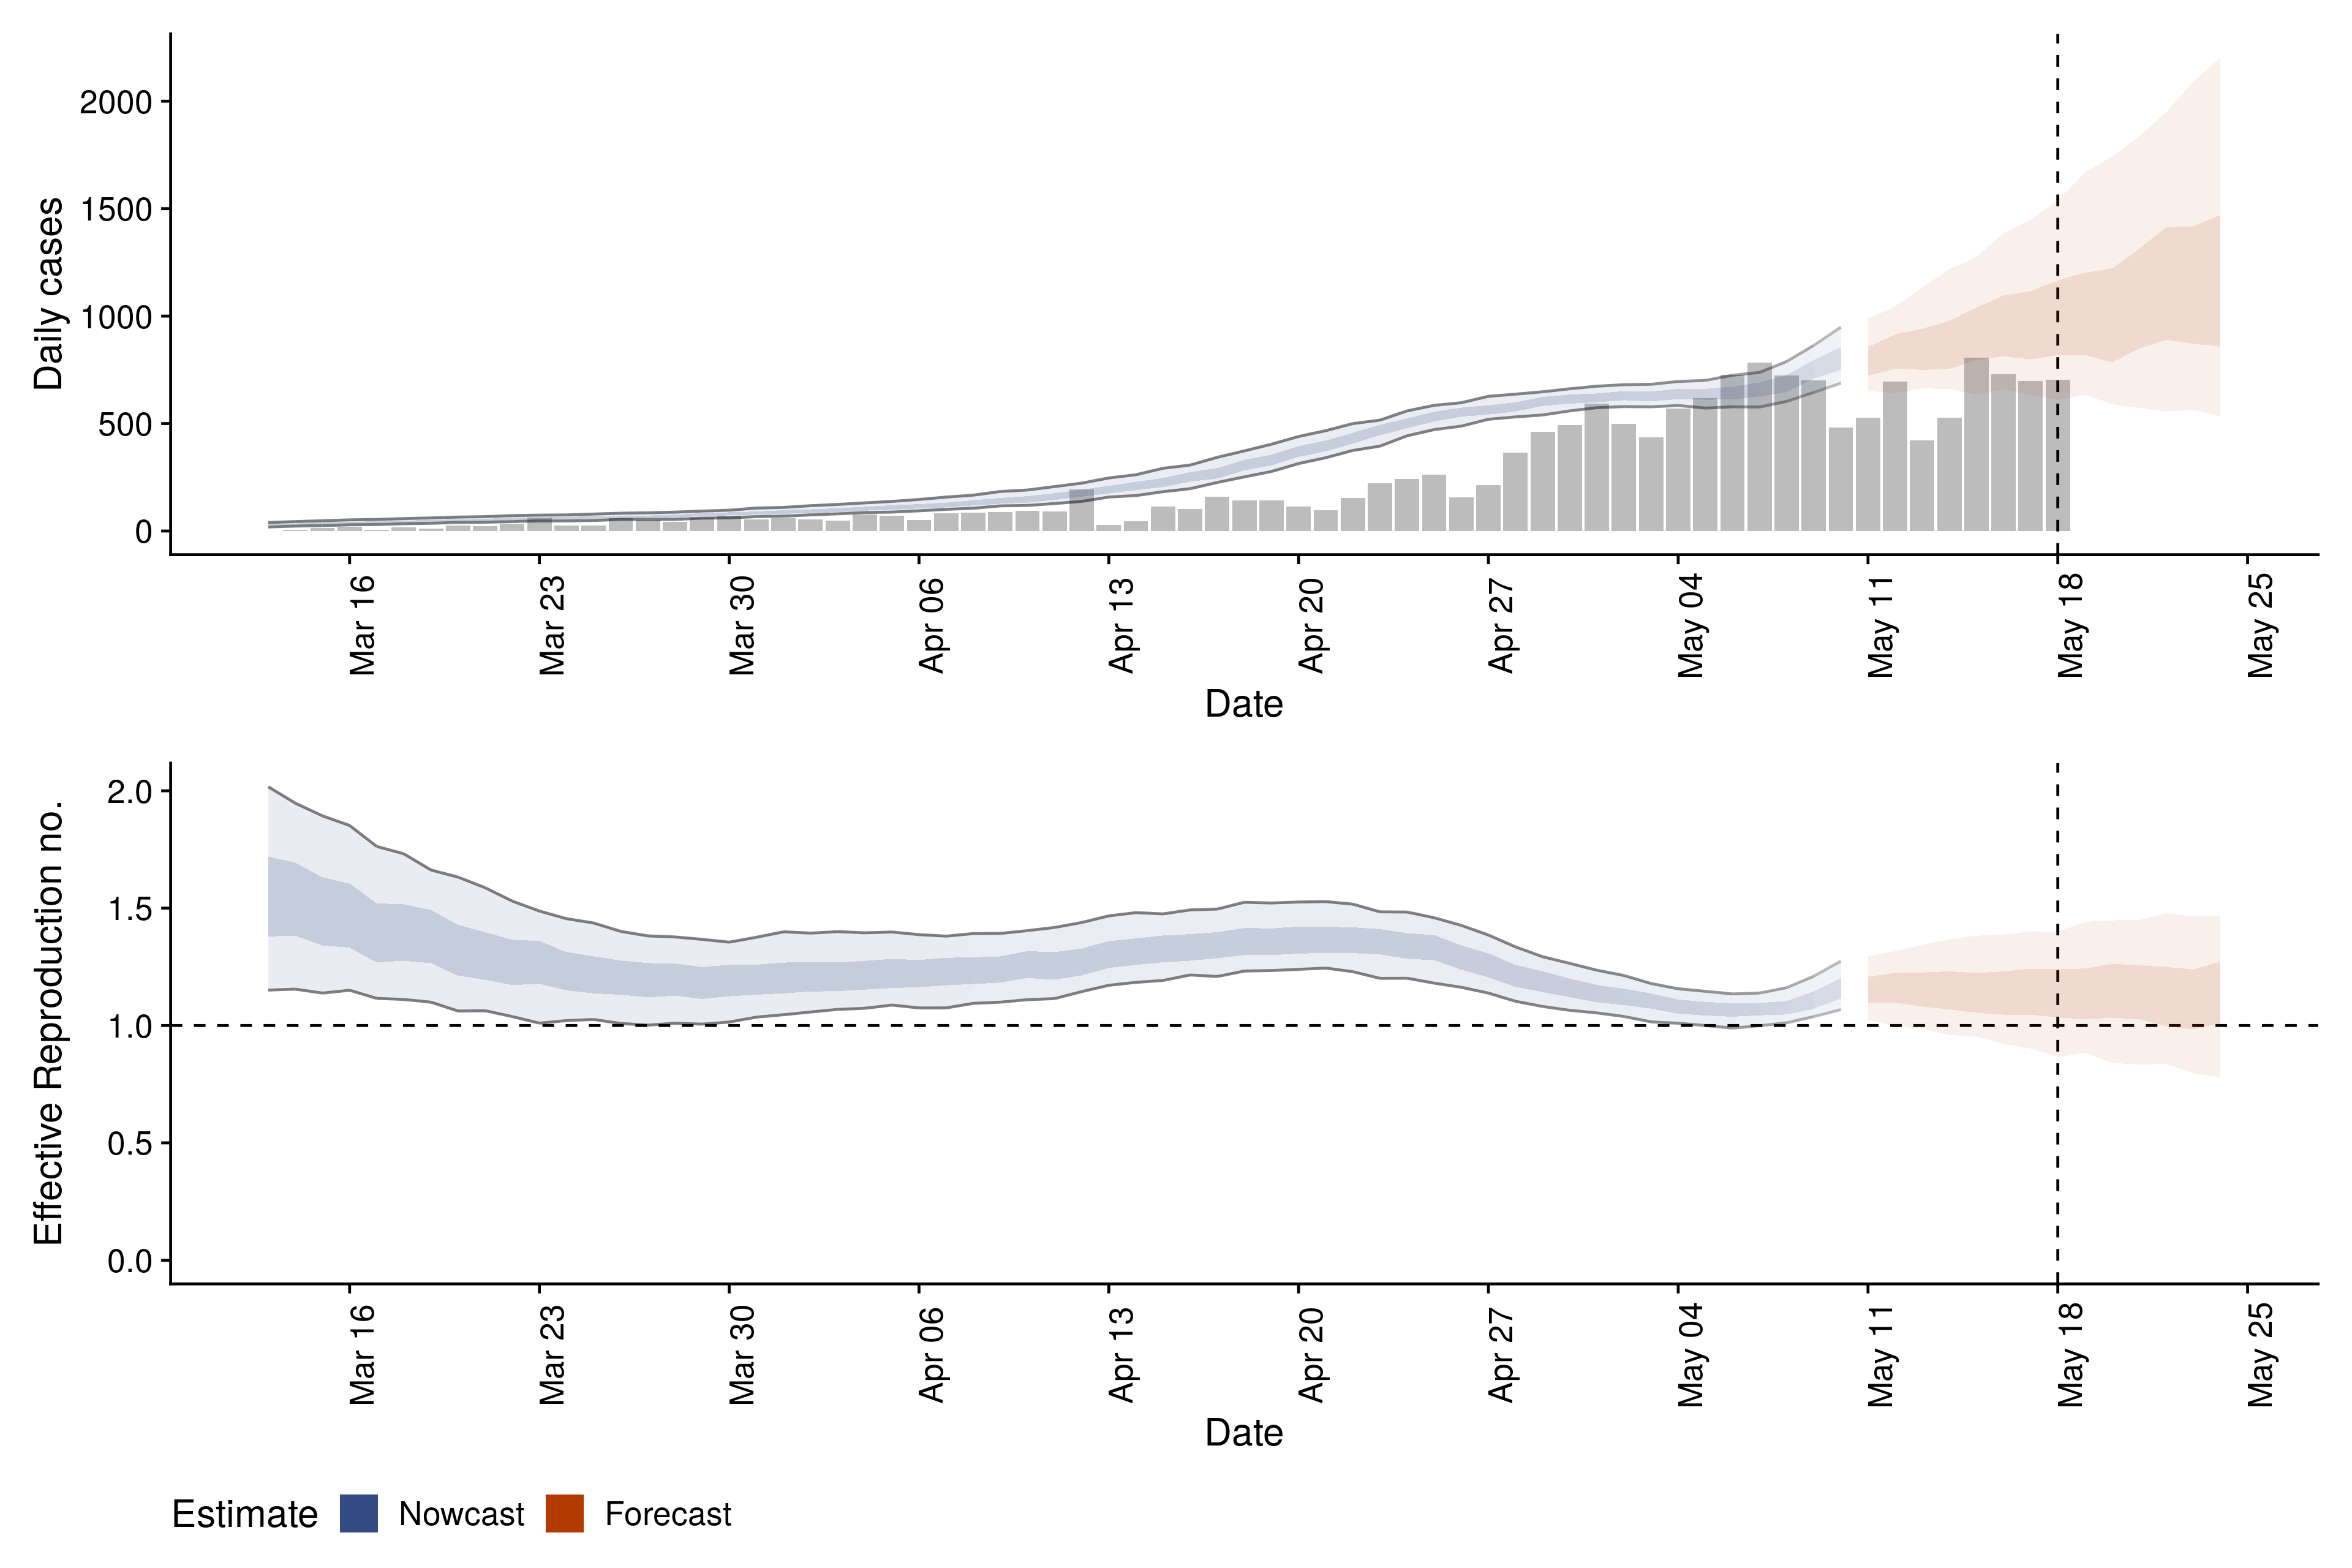 Daily cases
2000
1500
1000
500
0
Mar 16
Mar 23
Mar 30
Apr 06
Apr 13
Apr 20
Apr 27
May 04
May 11
May 18
May 25
Date
Effective Reproduction no.
2.0
1.5
1.0
0.5
0.0
Mar 16
Mar 23
Mar 30
Apr 06
Apr 13
Apr 20
Apr 27
May 04
May 11
May 18
May 25
Date
Estimate Nowcast Forecast